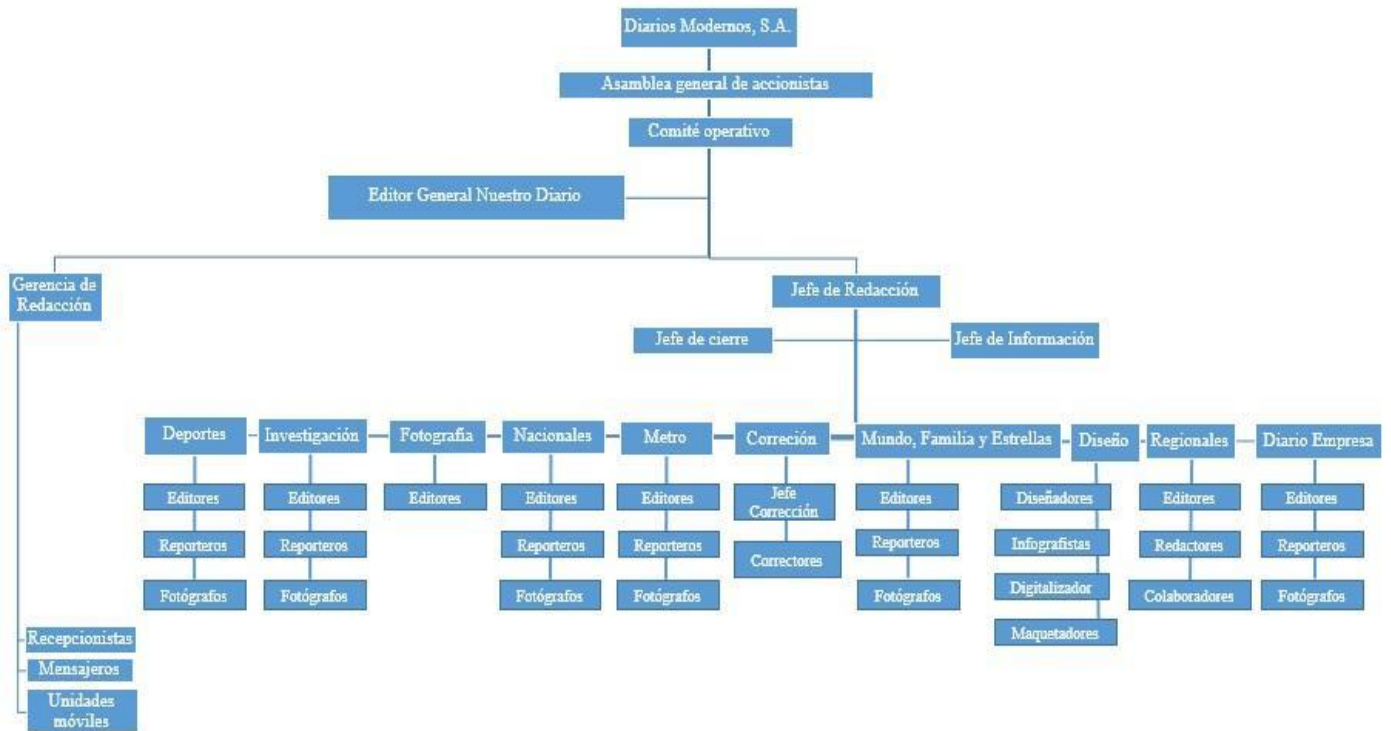 Diarios Modernos, S.A.
Asamblea general de accionistas
Comité operativo
Editor General Nuestro Diario
Gerencia de
Redacción
Jefe de Redacción
Jefe de cierre
Jefe de Información
Deportes
Investigación
Fotografía
Nacionales
Metro
Correción
Mundo, Familia y Estrellas
Diseño
Regionales
Diario Empresa
Editores
Reporteros
Fotógrafos
Editores
Reporteros
Fotógrafos
Editores
Editores
Reporteros
Fotógrafos
Editores
Reporteros
Fotógrafos
Jefe
Corrección
Correctores
Editores
Reporteros
Fotógrafos
Diseñadores
Infografistas
Digitalizador
Maquetadores
Editores
Redactores
Colaboradores
Editores
Reporteros
Fotógrafos
Recepcionistas
Mensajeros
Unidades
móviles